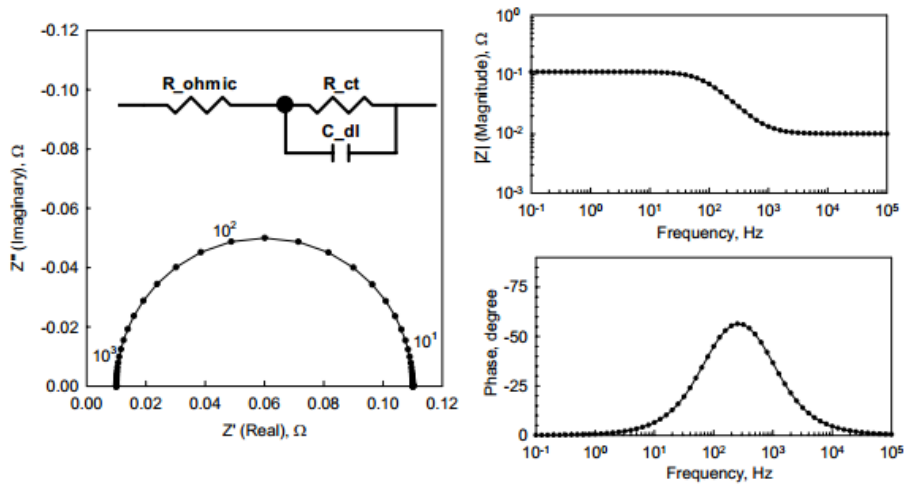 -0.12
-0.10
-0.08
-0.06
-0.04
-0.02
0.00
Z" (Imaginary), Ω
R_ohmic
R_ct
C_dl
10²
10³
10¹
0.00 0.02 0.04 0.06 0.08 0.10 0.12
Z' (Real), Ω
10⁰
10⁻¹
10⁻²
10⁻³
|Z| (Magnitude), Ω
10⁻¹ 10⁰ 10¹ 10² 10³ 10⁴ 10⁵
Frequency, Hz
-75
-50
-25
0
Phase, degree
10⁻¹ 10⁰ 10¹ 10² 10³ 10⁴ 10⁵
Frequency, Hz